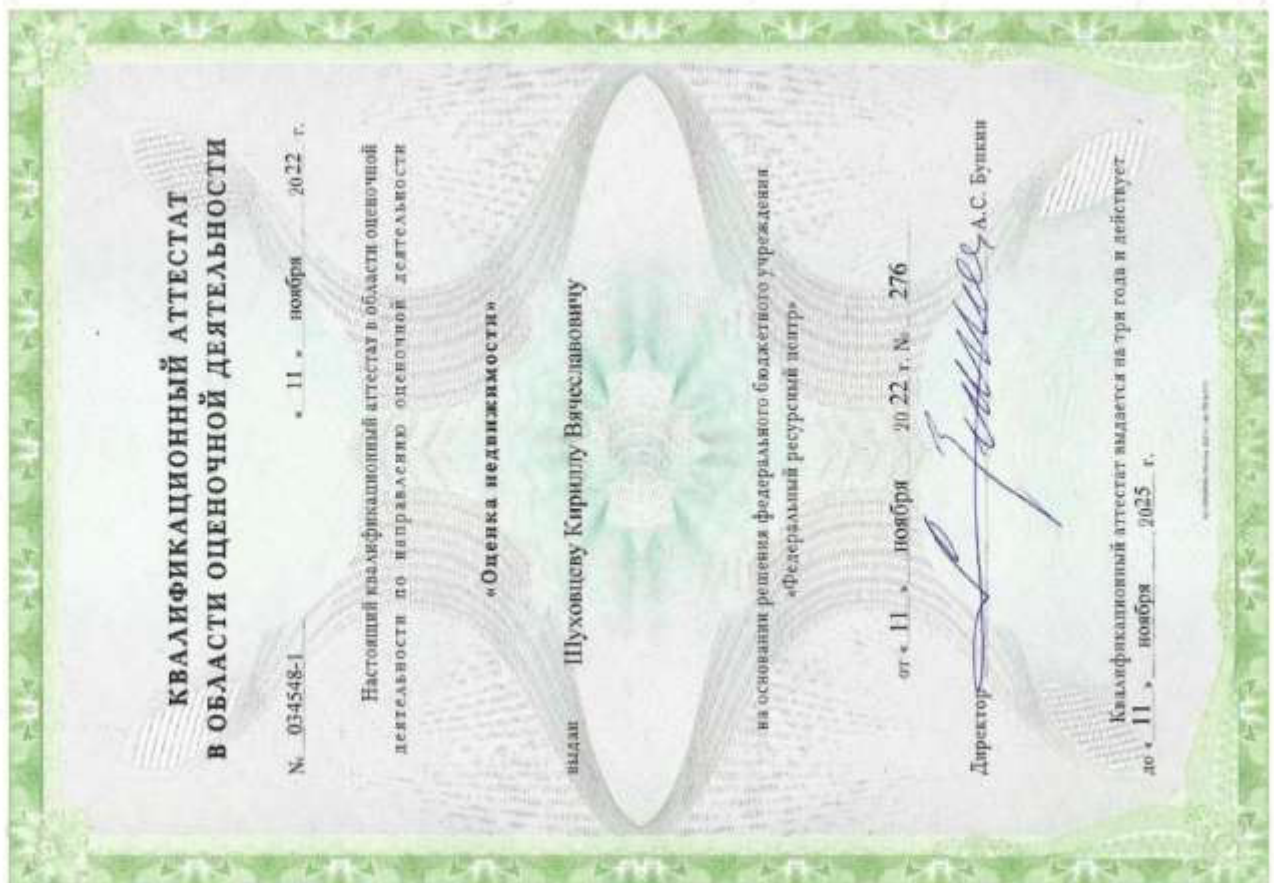 КВАЛИФИКАЦИОННЫЙ АТТЕСТАТ
В ОБЛАСТИ ОЦЕНОЧНОЙ ДЕЯТЕЛЬНОСТИ
№ 034548-1 « 11 » ноября 2022 г.
Настоящий квалификационный аттестат в области оценочной
деятельности по направлению оценочной деятельности
«Оценка недвижимости»
выдан Шуховцеву Кириллу Вячеславовичу
на основании решения федерального бюджетного учреждения
«Федеральный ресурсный центр»
от « 11 » ноября 20 22 г. № 276
Директор А.С. Бункин
Квалификационный аттестат выдается на три года и действует
до « 11 » ноября 2025 г.